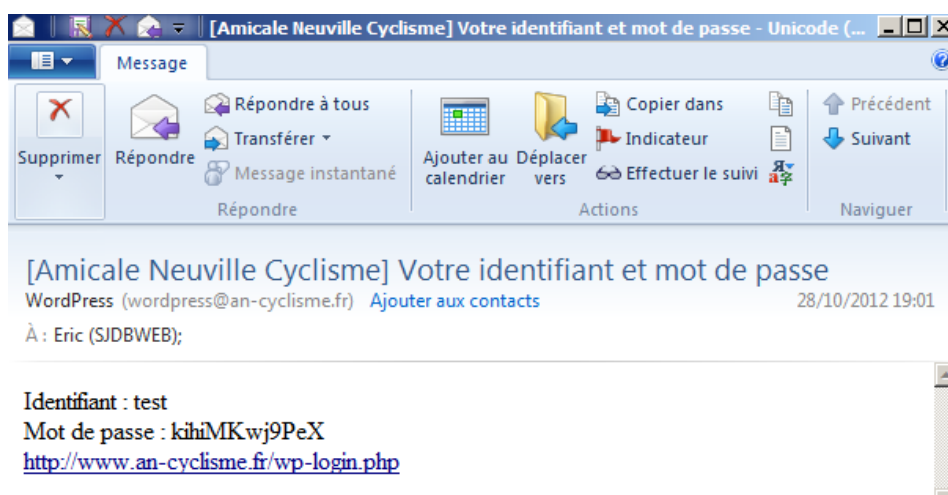 [Amicale Neuville Cyclisme] Votre identifiant et mot de passe - Unicode (...
Message
Supprimer
Répondre
Répondre à tous
Transférer
Message instantané
Répondre
Ajouter au calendrier
Déplacer vers
Copier dans
Indicateur
Effectuer le suivi
Actions
Précédent
Suivant
Naviguer
[Amicale Neuville Cyclisme] Votre identifiant et mot de passe
WordPress (wordpress@an-cyclisme.fr) Ajouter aux contacts 28/10/2012 19:01
À : Eric (SJDBWEB);
Identifiant : test
Mot de passe : kihiMKwj9PeX
http://www.an-cyclisme.fr/wp-login.php